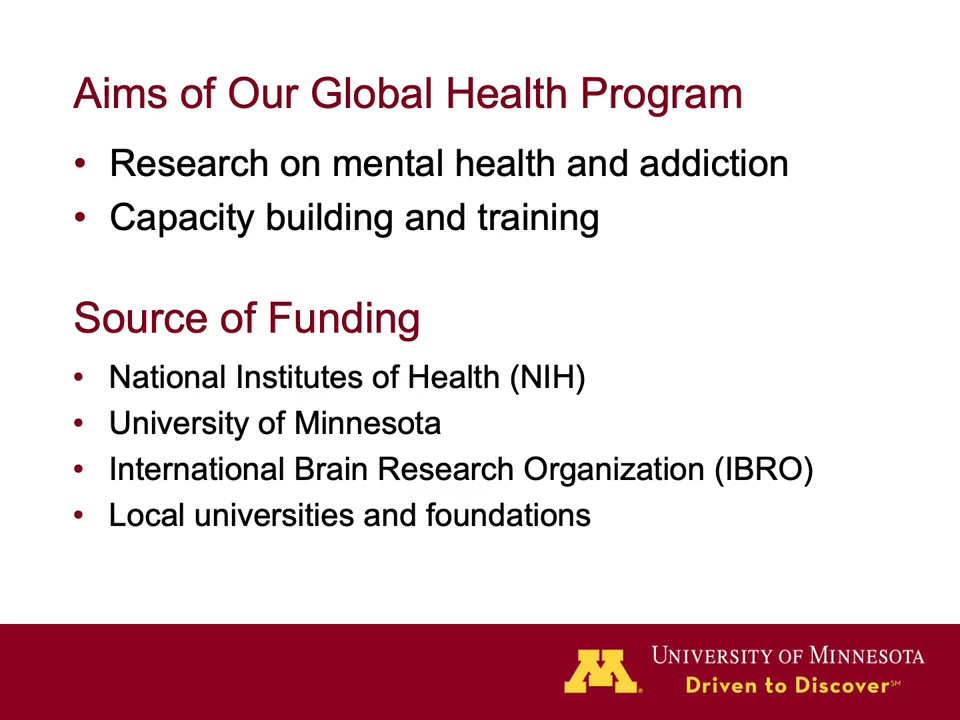 Aims of Our Global Health Program
• Research on mental health and addiction
• Capacity building and training
Source of Funding
• National Institutes of Health (NIH)
• University of Minnesota
• International Brain Research Organization (IBRO)
• Local universities and foundations
M.
UNIVERSITY OF MINNESOTA
Driven to Discover℠